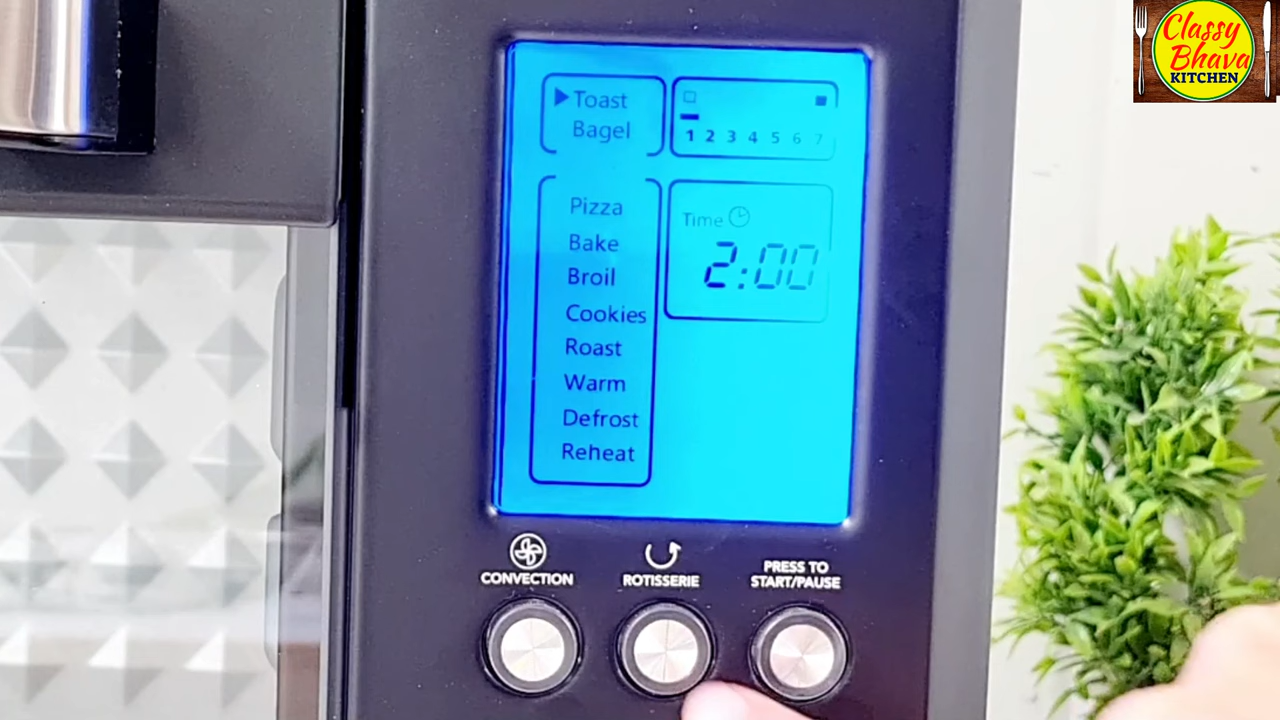 Classy
Bhava
KITCHEN
Toast
Bagel
1 2 3 4 5 6 7
Pizza
Bake
Broil
Cookies
Roast
Warm
Defrost
Reheat
Time
2:00
CONVECTION
ROTISSERIE
PRESS TO
START/PAUSE